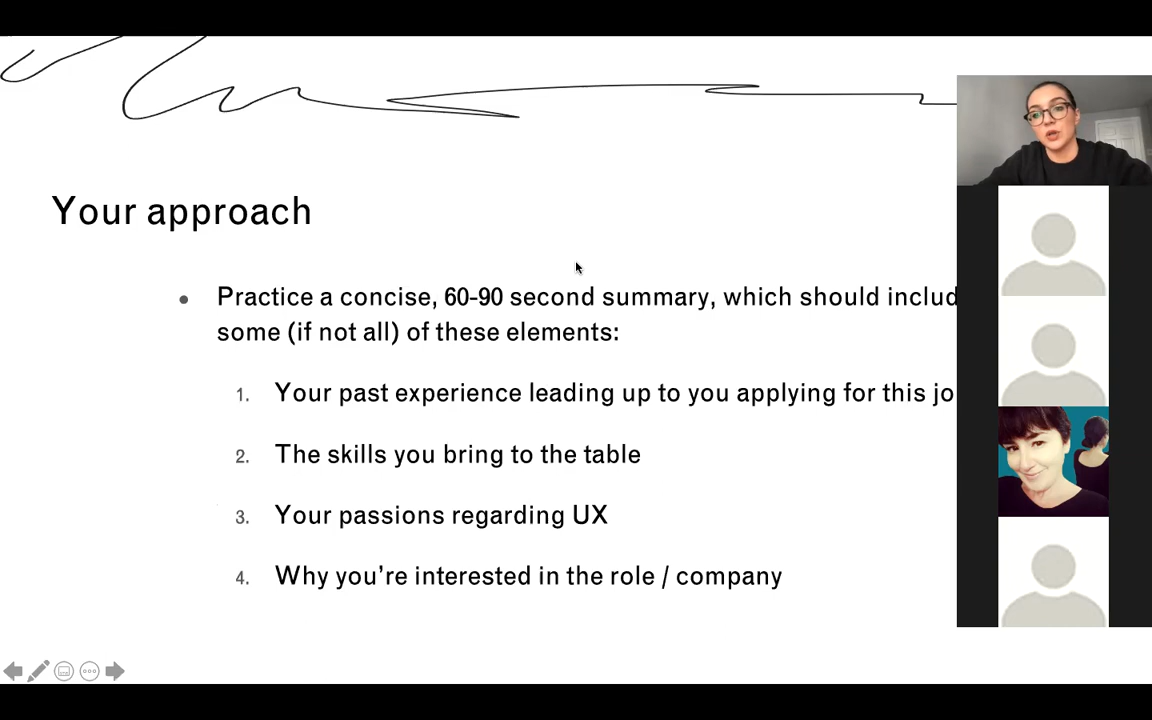 Your approach
• Practice a concise, 60-90 second summary, which should includ
some (if not all) of these elements:
1. Your past experience leading up to you applying for this jo
2. The skills you bring to the table
3. Your passions regarding UX
4. Why you’re interested in the role / company